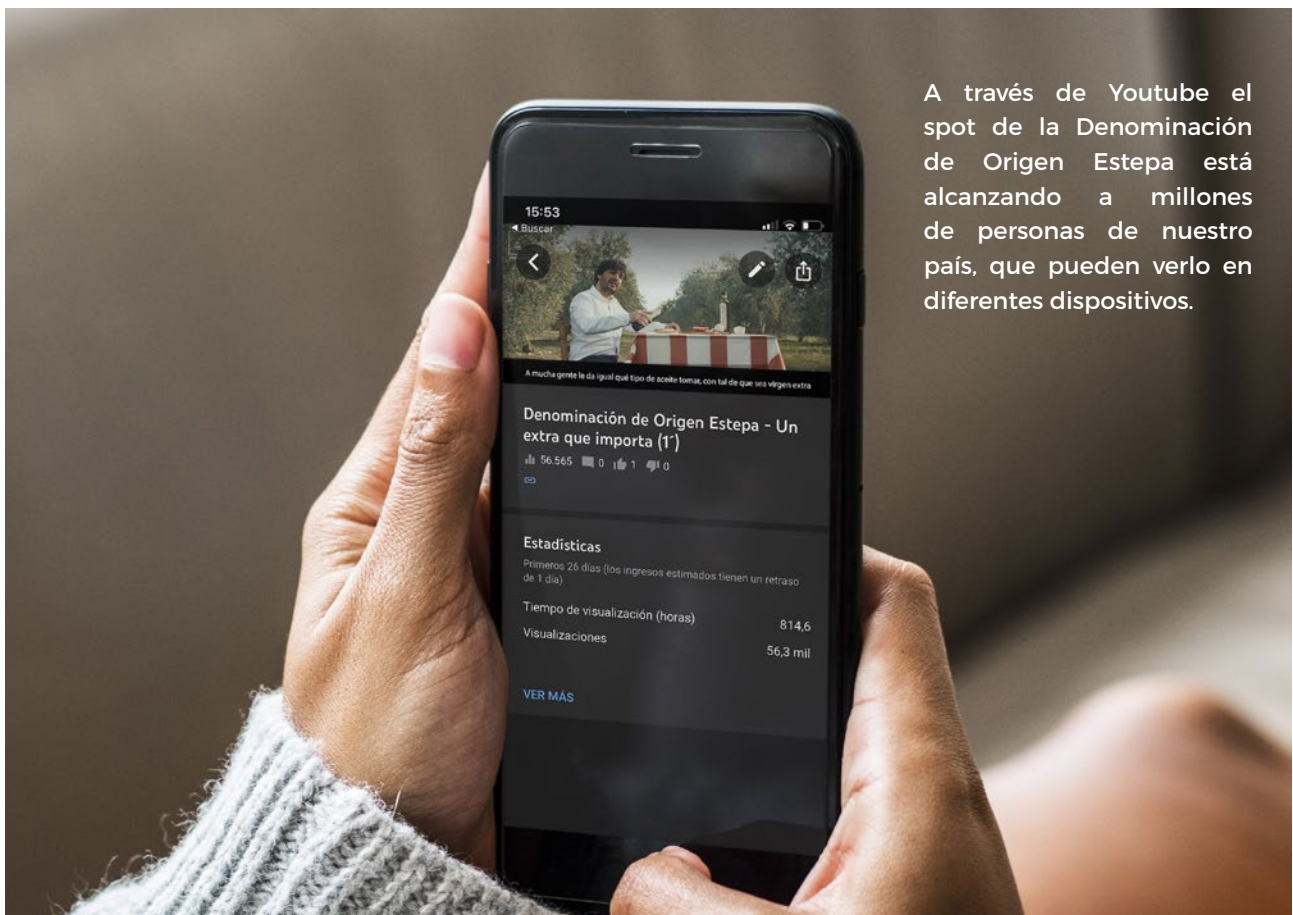 A través de Youtube el
spot de la Denominación
de Origen Estepa está
alcanzando a millones
de personas de nuestro
país, que pueden verlo en
diferentes dispositivos.
15:53
Buscar
A mucha gente le da igual qué tipo de aceite tomar, con tal de que sea virgen extra
Denominación de Origen Estepa - Un
extra que importa (1´)
56.565 0 1 0
Estadísticas
Primeros 26 días (los ingresos estimados tienen un retraso
de 1 día)
Tiempo de visualización (horas) 814,6
Visualizaciones 56,3 mil
VER MÁS